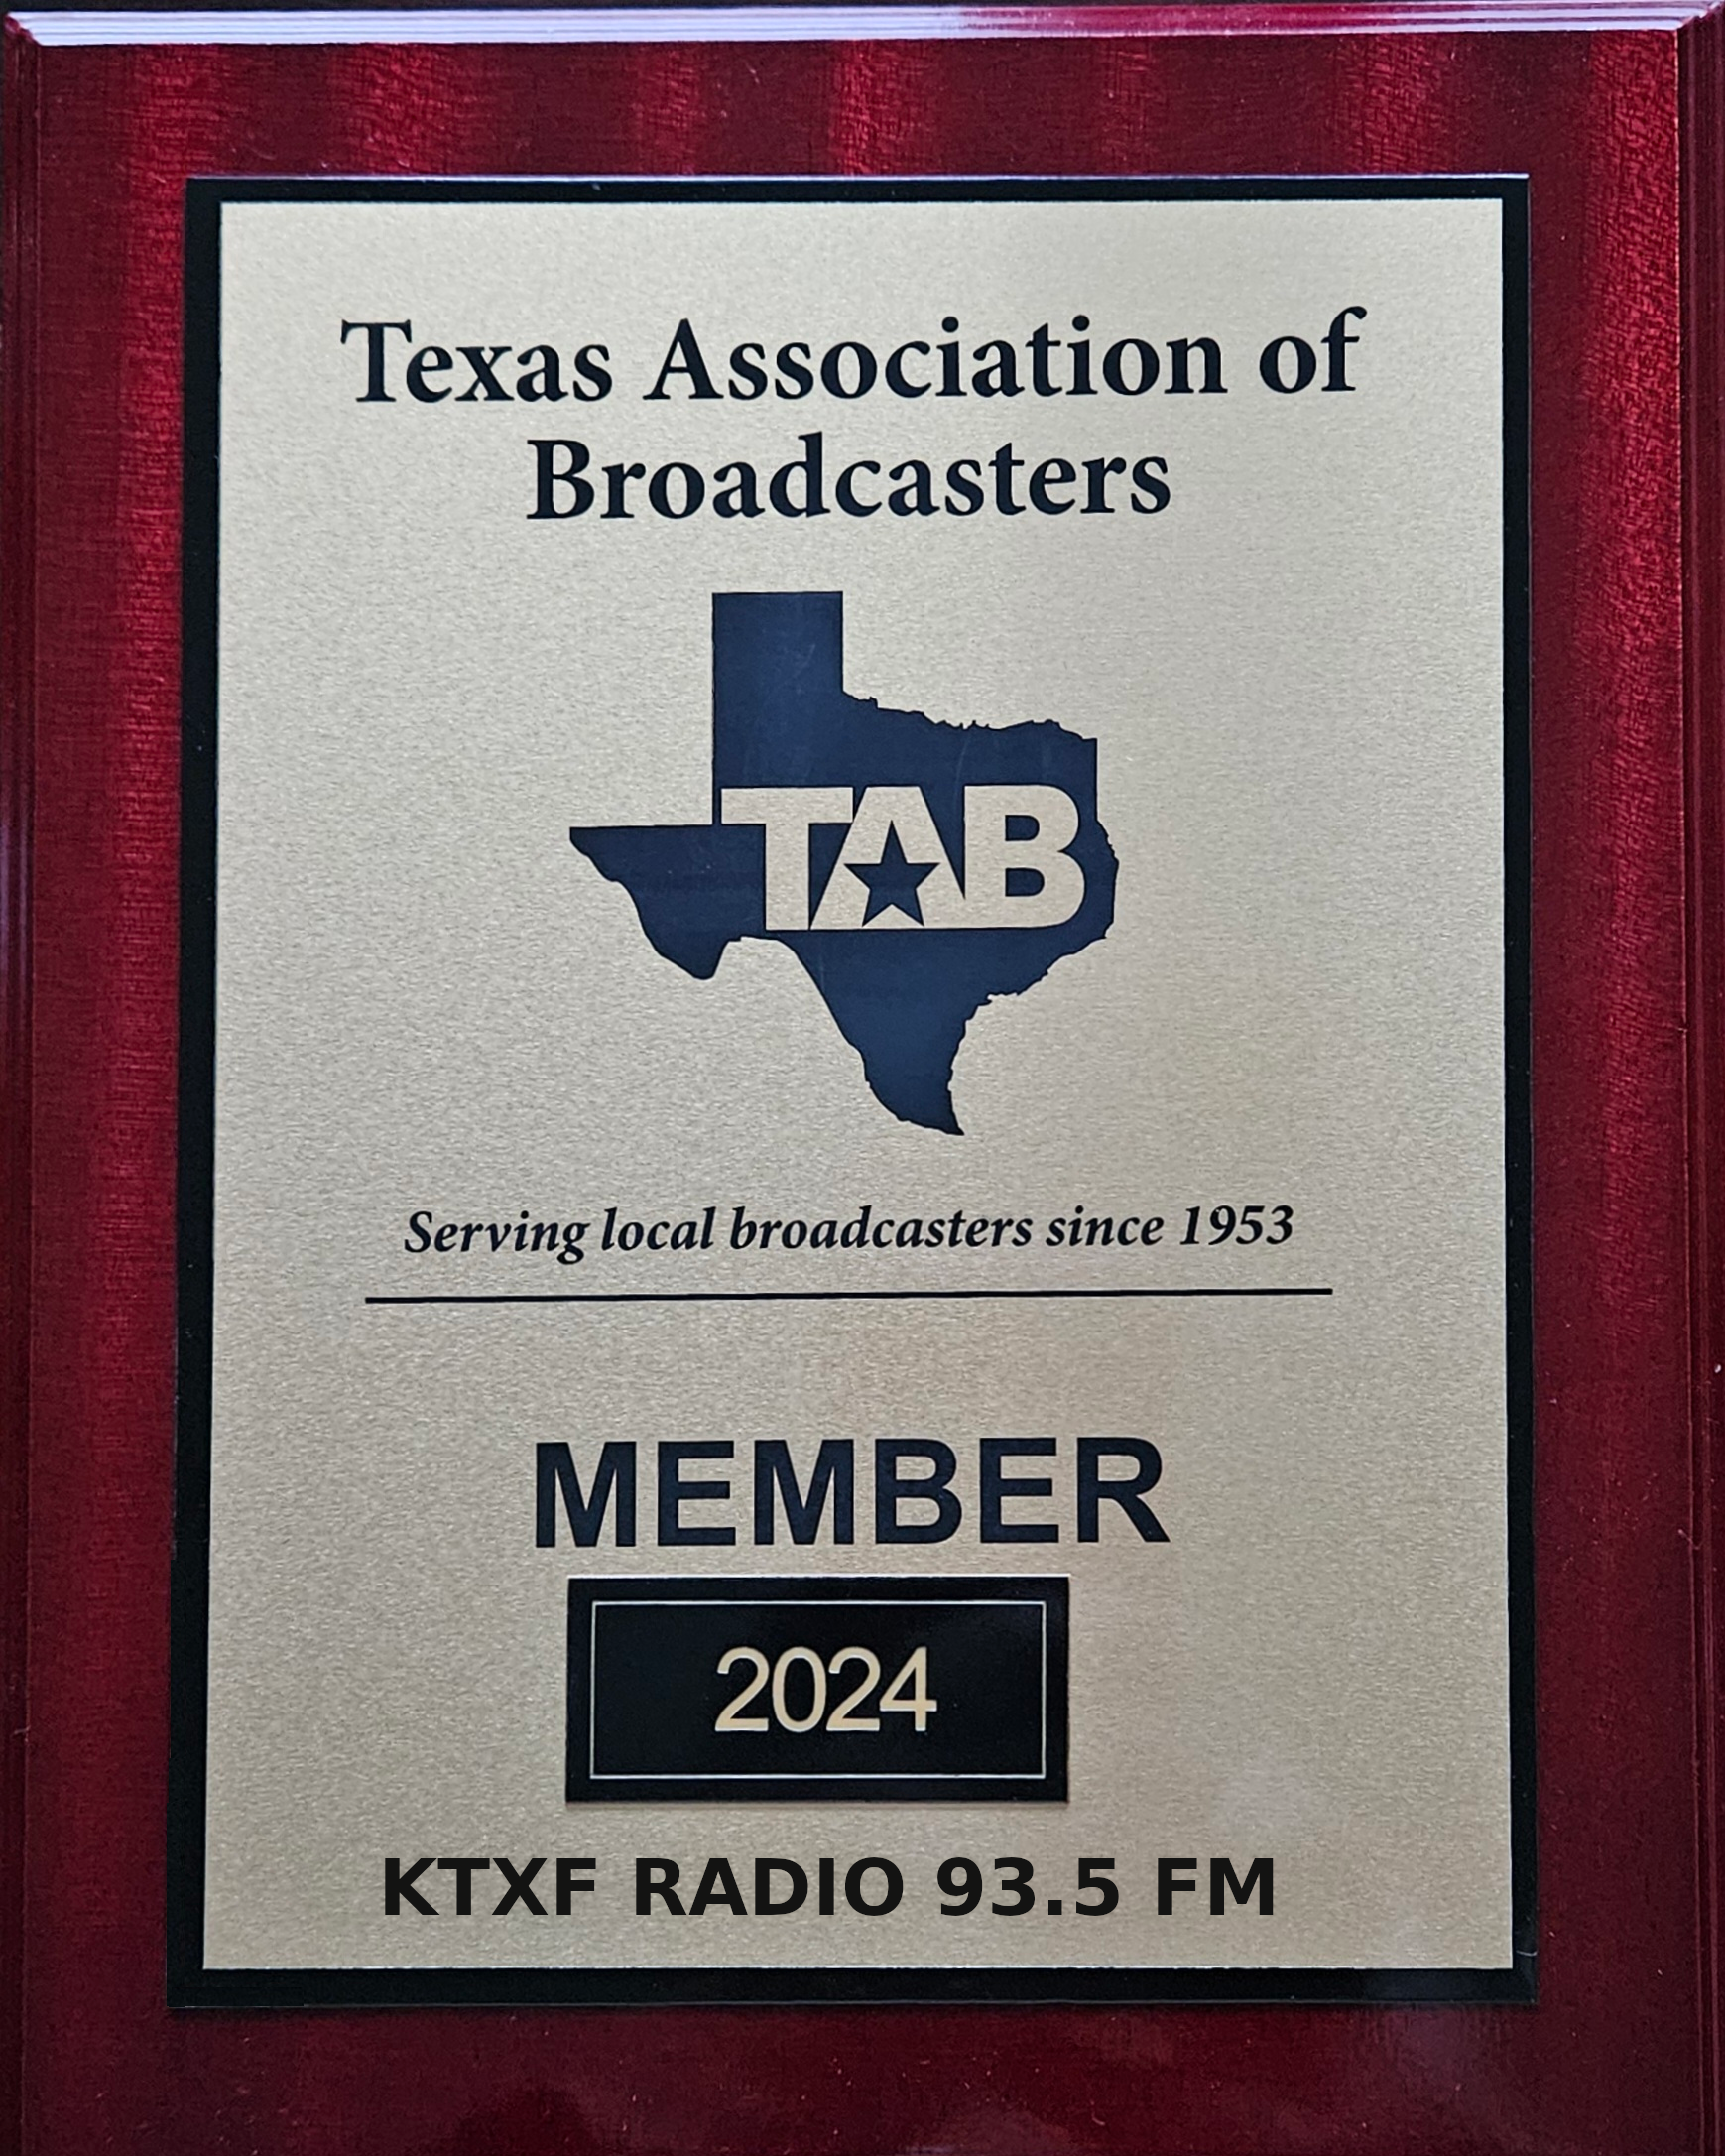 Texas Association of
Broadcasters
TAB
Serving local broadcasters since 1953
MEMBER
2024
KTXF RADIO 93.5 FM